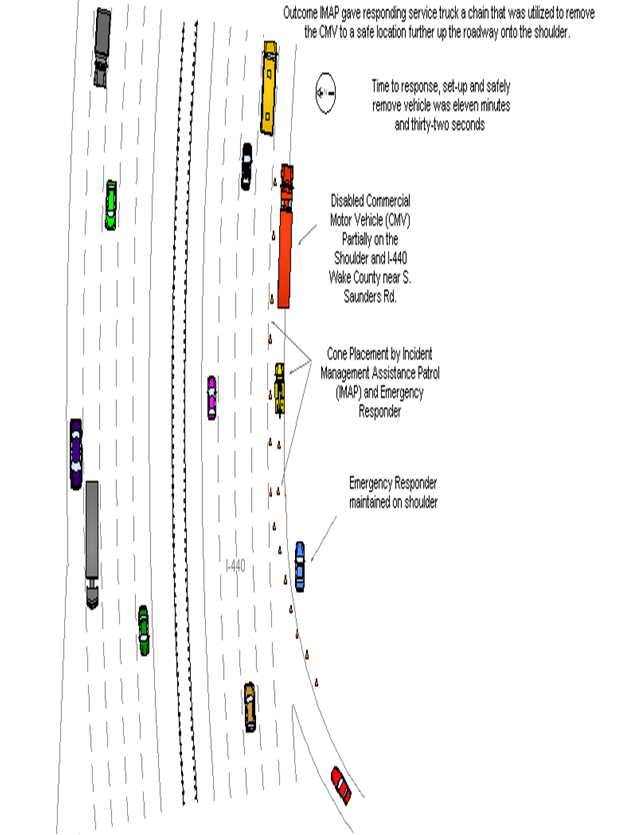 Outcome IMAP gave responding service truck a chain that was utilized to remove
the CMV to a safe location further up the roadway onto the shoulder.
Time to response, set-up and safely
remove vehicle was eleven minutes
and thirty-two seconds
Disabled Commercial
Motor Vehicle (CMV)
Partially on the
Shoulder and I-440
Wake County near S.
Saunders Rd.
Cone Placement by Incident
Management Assistance Patrol
(IMAP) and Emergency
Responder
Emergency Responder
maintained on shoulder
I-440